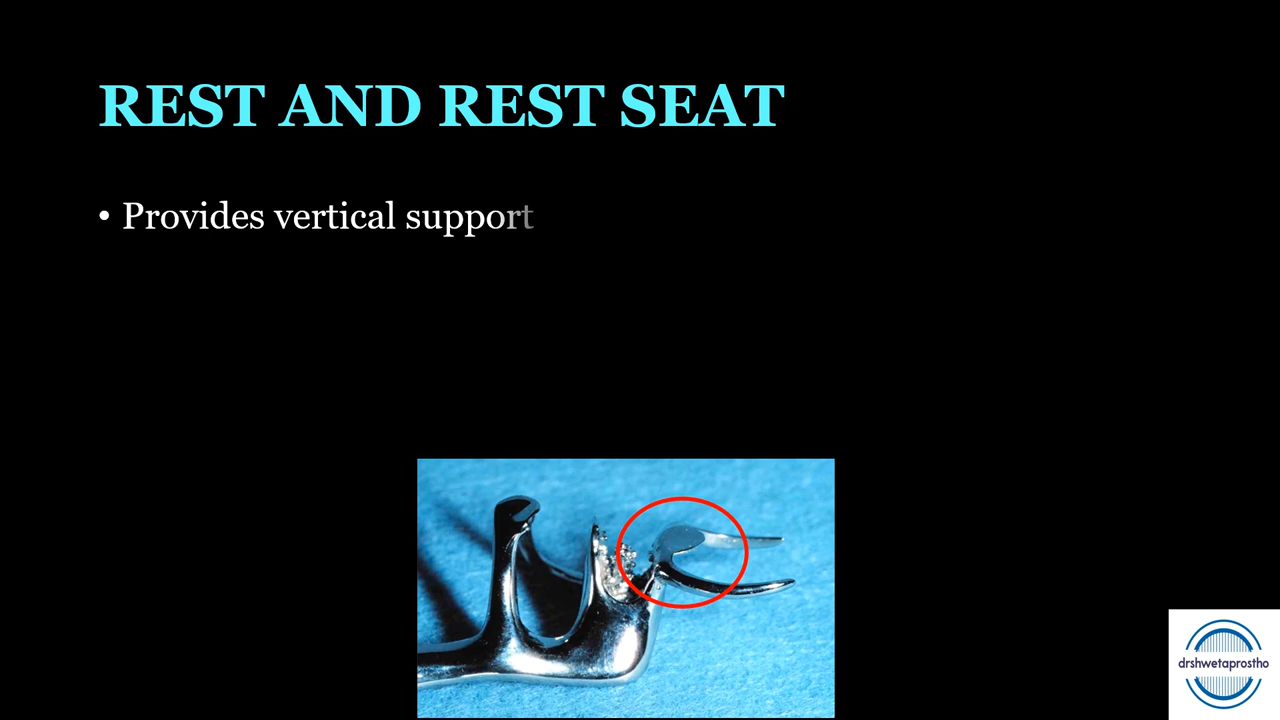 REST AND REST SEAT
• Provides vertical support
drshwetaprostho